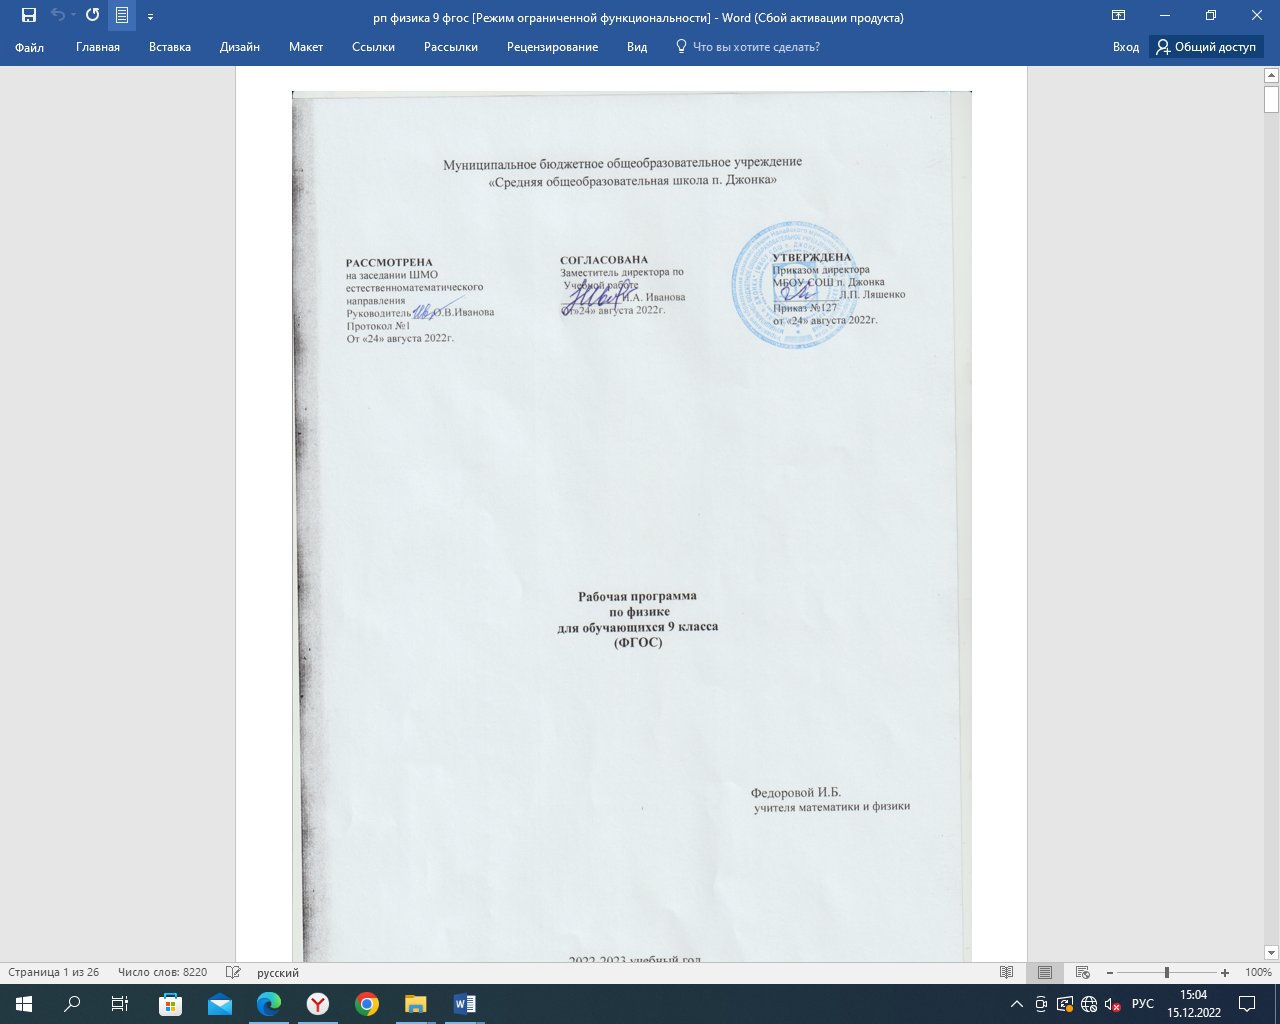 рп физика 9 фгос [Режим ограниченной функциональности] - Word (Сбой активации продукта)
Файл Главная Вставка Дизайн Макет Ссылки Рассылки Рецензирование Вид Что вы хотите сделать? Вход Общий доступ
Муниципальное бюджетное общеобразовательное учреждение
«Средняя общеобразовательная школа п. Джонка»
РАССМОТРЕНА
на заседании ШМО
естественноматематического
направления
Руководитель О.В.Иванова
Протокол №1
От «24» августа 2022г.
СОГЛАСОВАНА
Заместитель директора по
Учебной работе
И.А. Иванова
От»24» августа 2022г.
УТВЕРЖДЕНА
Приказом директора
МБОУ СОШ п. Джонка
Л.П. Ляшенко
Приказ №127
от «24» августа 2022г.
Рабочая программа
по физике
для обучающихся 9 класса
(ФГОС)
Федоровой И.Б.
учителя математики и физики
2022-2023 учебный год
Страница 1 из 26 Число слов: 8220 русский 100%
РУС
15:04
15.12.2022